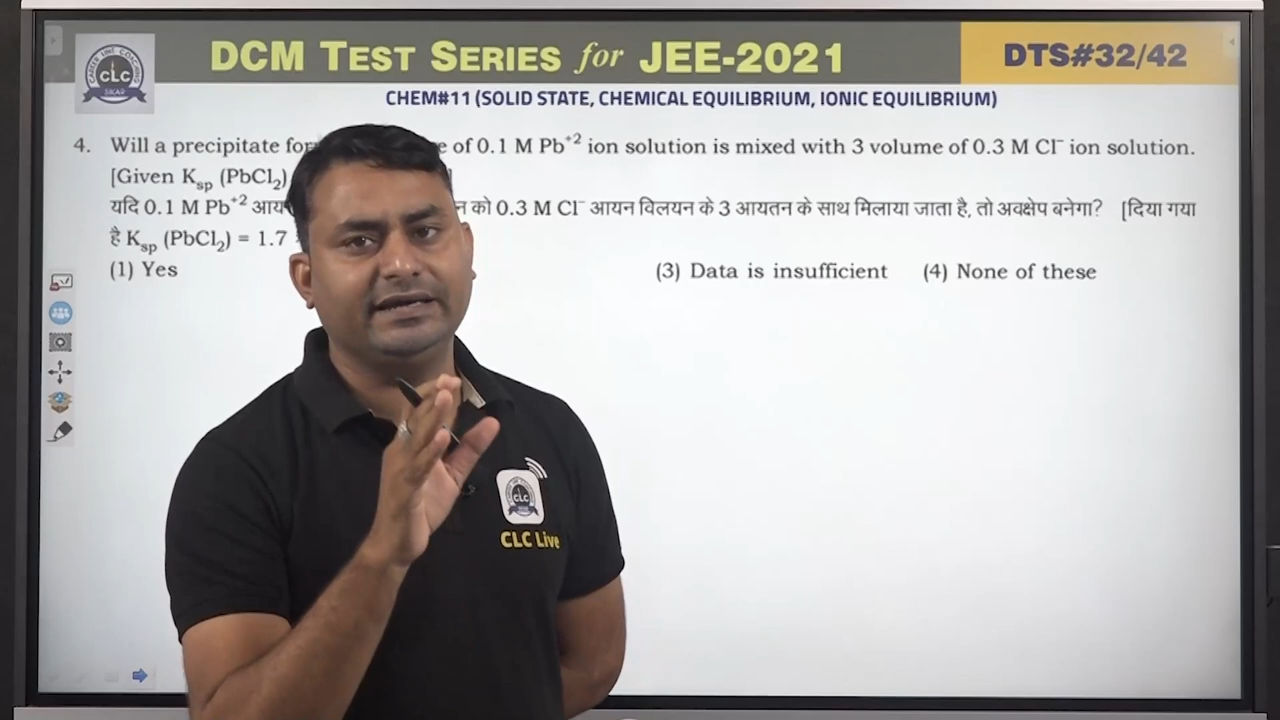 DCM TEST SERIES for JEE-2021
DTS#32/42
CAREER LINE COACHING
CLC
SIKAR
CHEM#11 (SOLID STATE, CHEMICAL EQUILIBRIUM, IONIC EQUILIBRIUM)
4. Will a precipitate of 0.1 M Pb⁺² ion solution is mixed with 3 volume of 0.3 M Cl⁻ ion solution.
[Given Ksp (PbCl₂) ]
यदि 0.1 M Pb⁺² को 0.3 M Cl⁻ आयन विलयन के 3 आयतन के साथ मिलाया जाता है, तो अवक्षेप बनेगा? [दिया गया
है Ksp (PbCl₂) = 1.7
(1) Yes (3) Data is insufficient (4) None of these
CLC
CLC Live